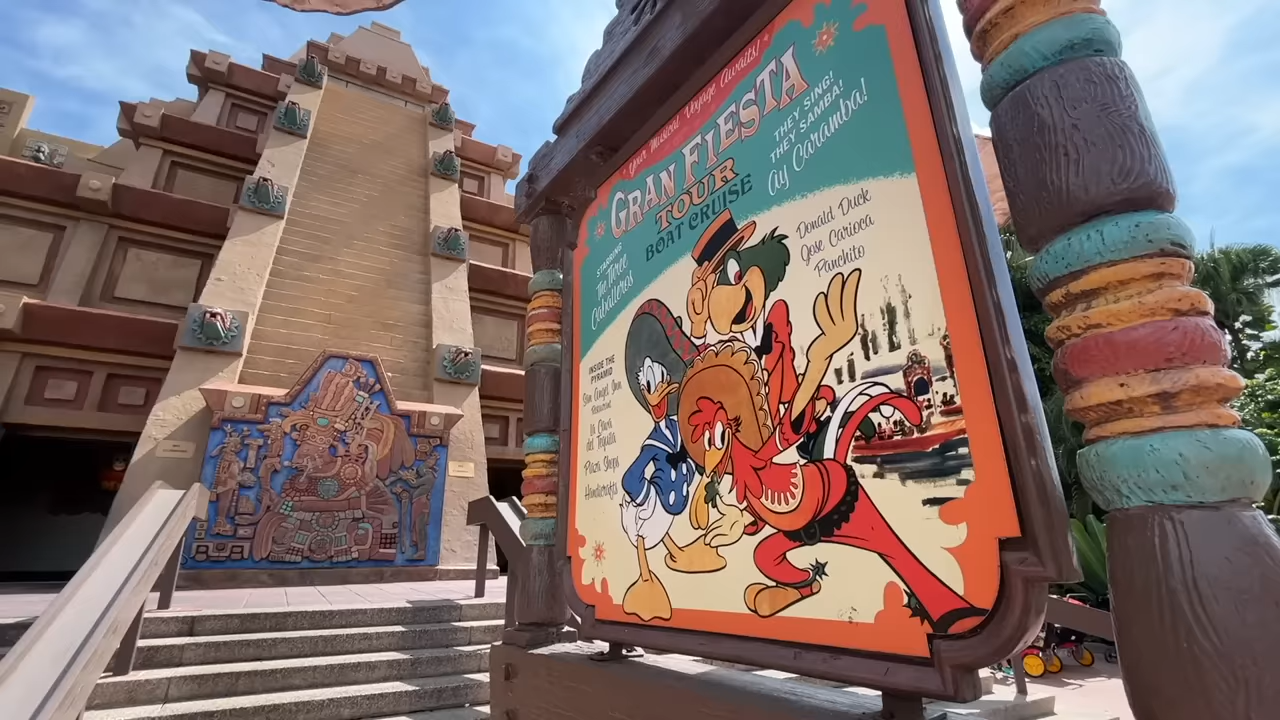 Your Musical Voyage Awaits!
GRAN FIESTA
TOUR
BOAT CRUISE
THEY SING!
THEY SAMBA!
Ay Caramba!
STARRING
The Three
Caballeros
Donald Duck
Jose Carioca
Panchito
INSIDE THE
PYRAMID
San Angel Inn
Restaurante
La Cava
del Tequila
Plaza Shops
Handicrafts